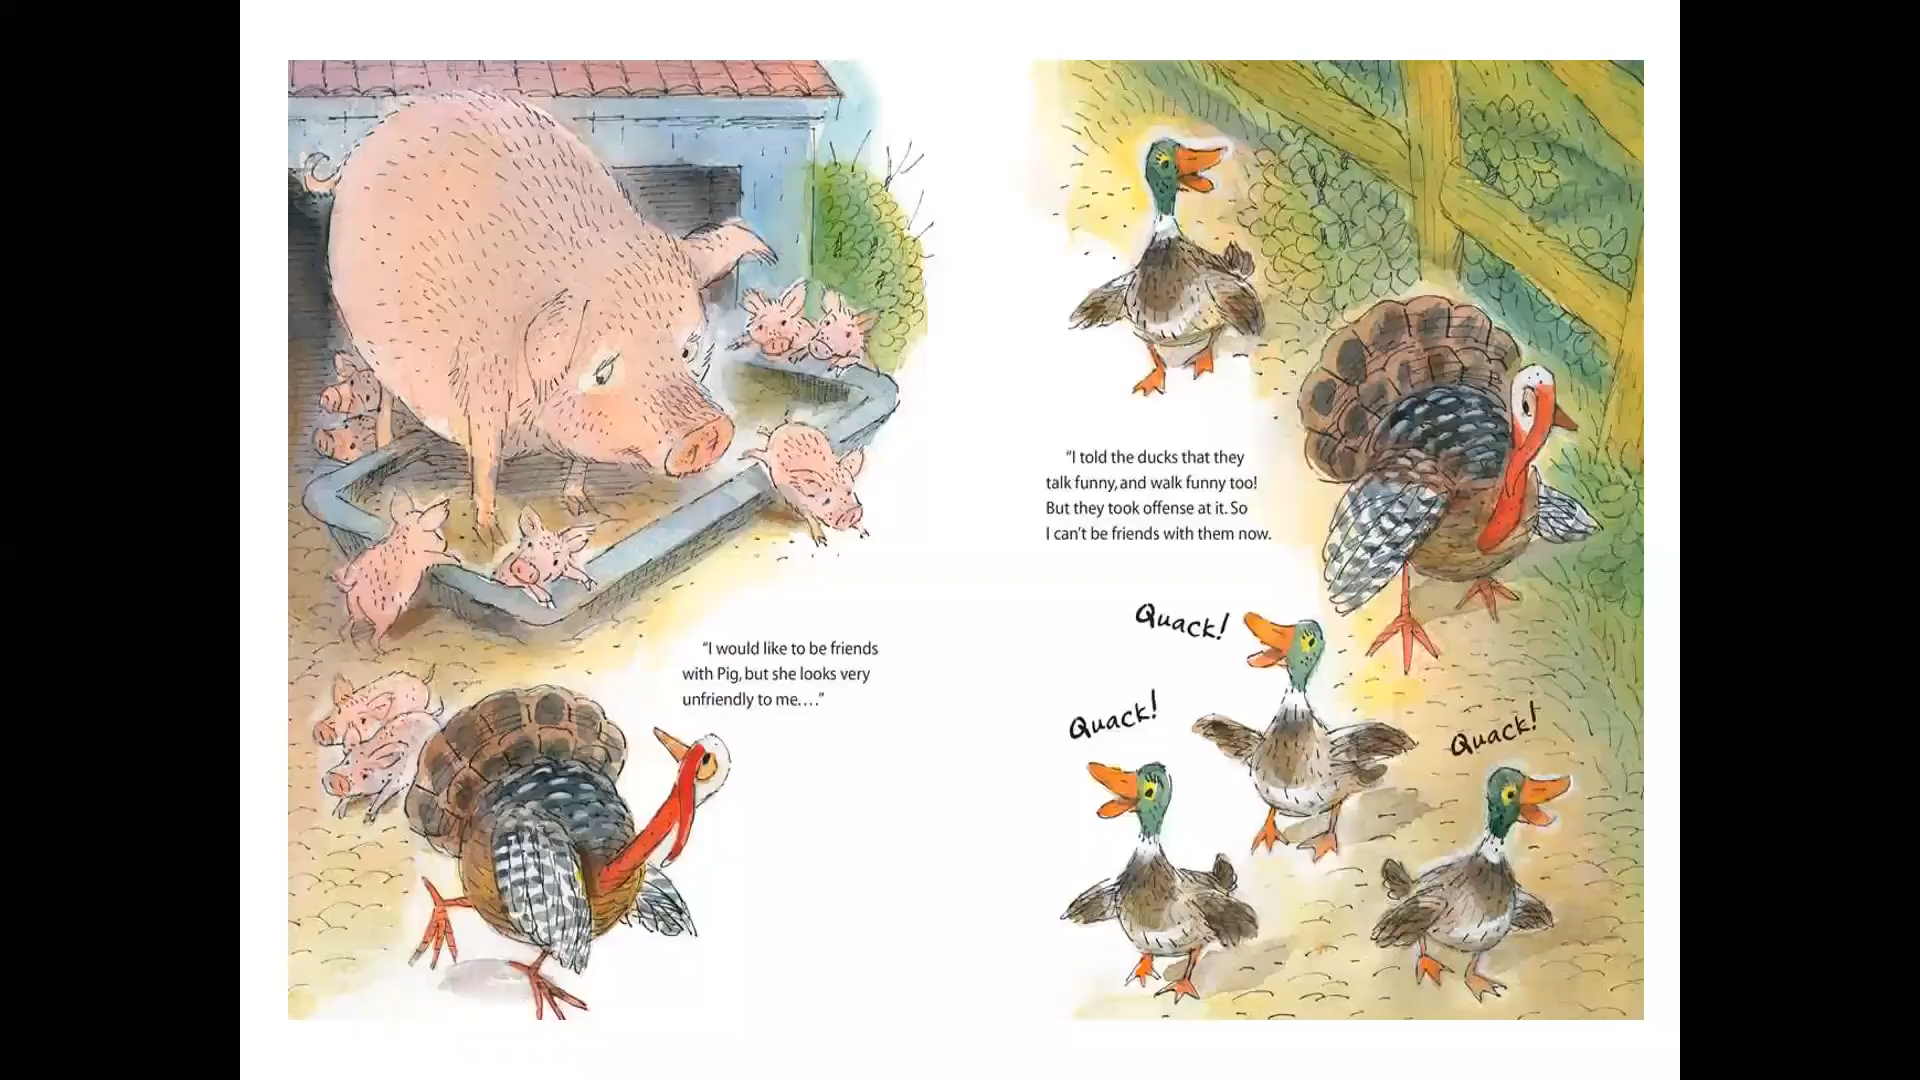 “I would like to be friends
with Pig, but she looks very
unfriendly to me....”
“I told the ducks that they
talk funny, and walk funny too!
But they took offense at it. So
I can’t be friends with them now.
Quack!
Quack!
Quack!